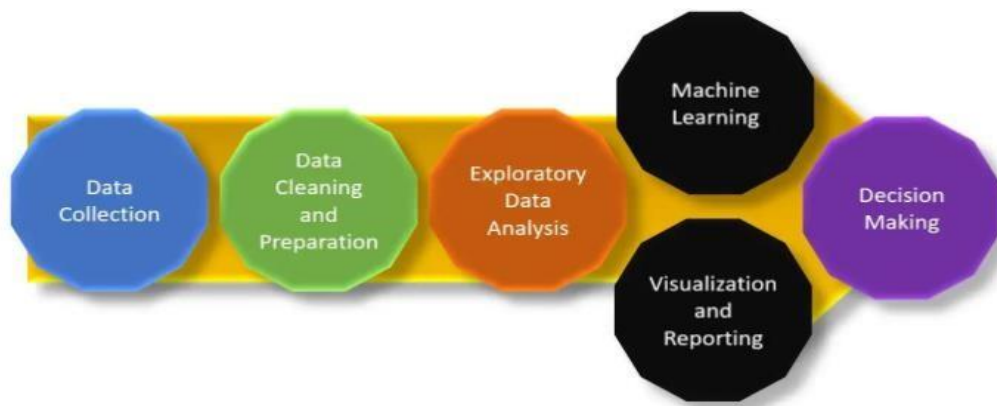 Data
Collection
Data
Cleaning
and
Preparation
Exploratory
Data
Analysis
Machine
Learning
Visualization
and
Reporting
Decision
Making